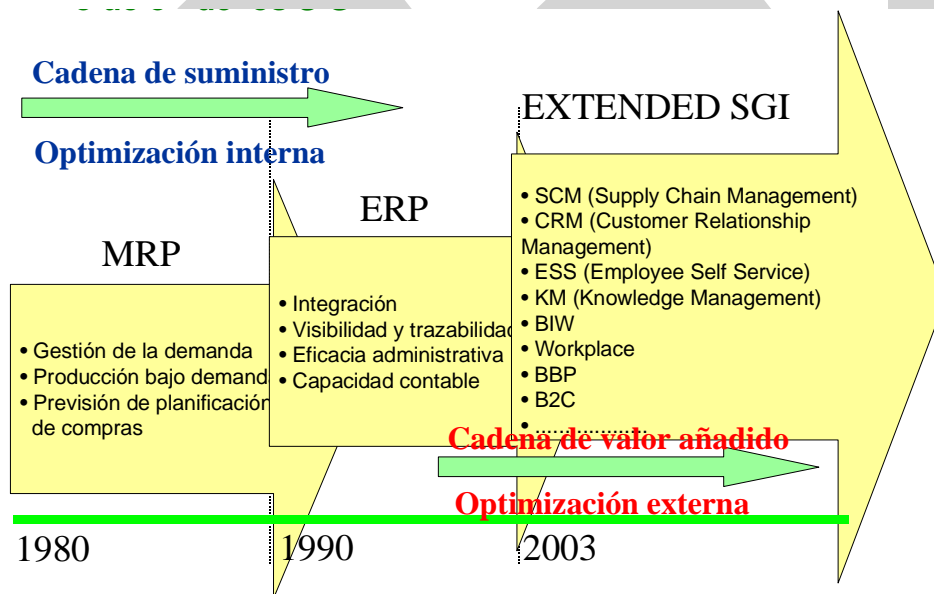 Cadena de suministro
Optimización interna
EXTENDED SGI
ERP
MRP
• SCM (Supply Chain Management)
• CRM (Customer Relationship
Management)
• ESS (Employee Self Service)
• KM (Knowledge Management)
• BIW
• Workplace
• BBP
• B2C
• ...................
• Integración
• Visibilidad y trazabilidad
• Eficacia administrativa
• Capacidad contable
• Gestión de la demanda
• Producción bajo demand
• Previsión de planificación
de compras
Cadena de valor añadido
Optimización externa
1980
1990
2003